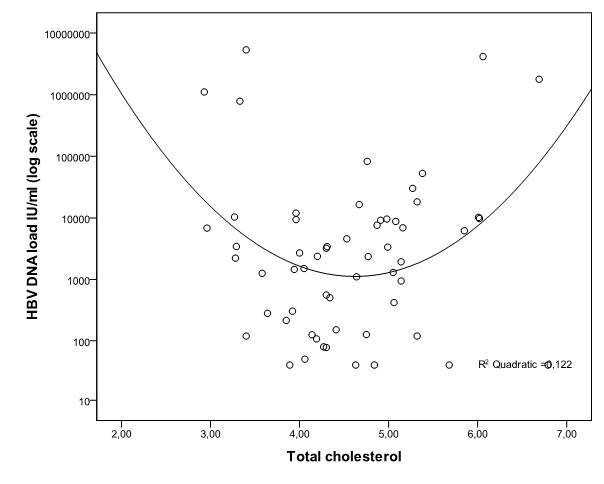 HBV DNA load IU/ml (log scale)
10000000
1000000
100000
10000
1000
100
10
R² Quadratic =0,122
2,00 3,00 4,00 5,00 6,00 7,00
Total cholesterol